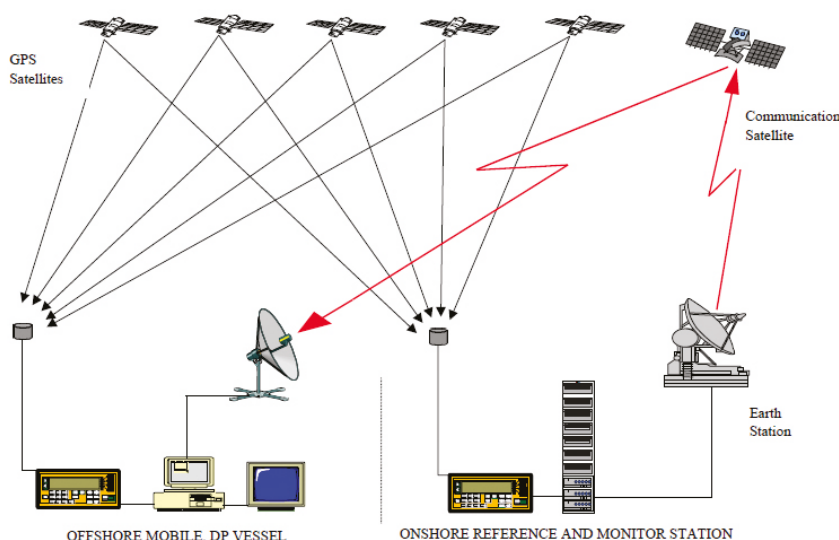 GPS
Satellites
Communication
Satellite
Earth
Station
OFFSHORE MOBILE, DP VESSEL
ONSHORE REFERENCE AND MONITOR STATION